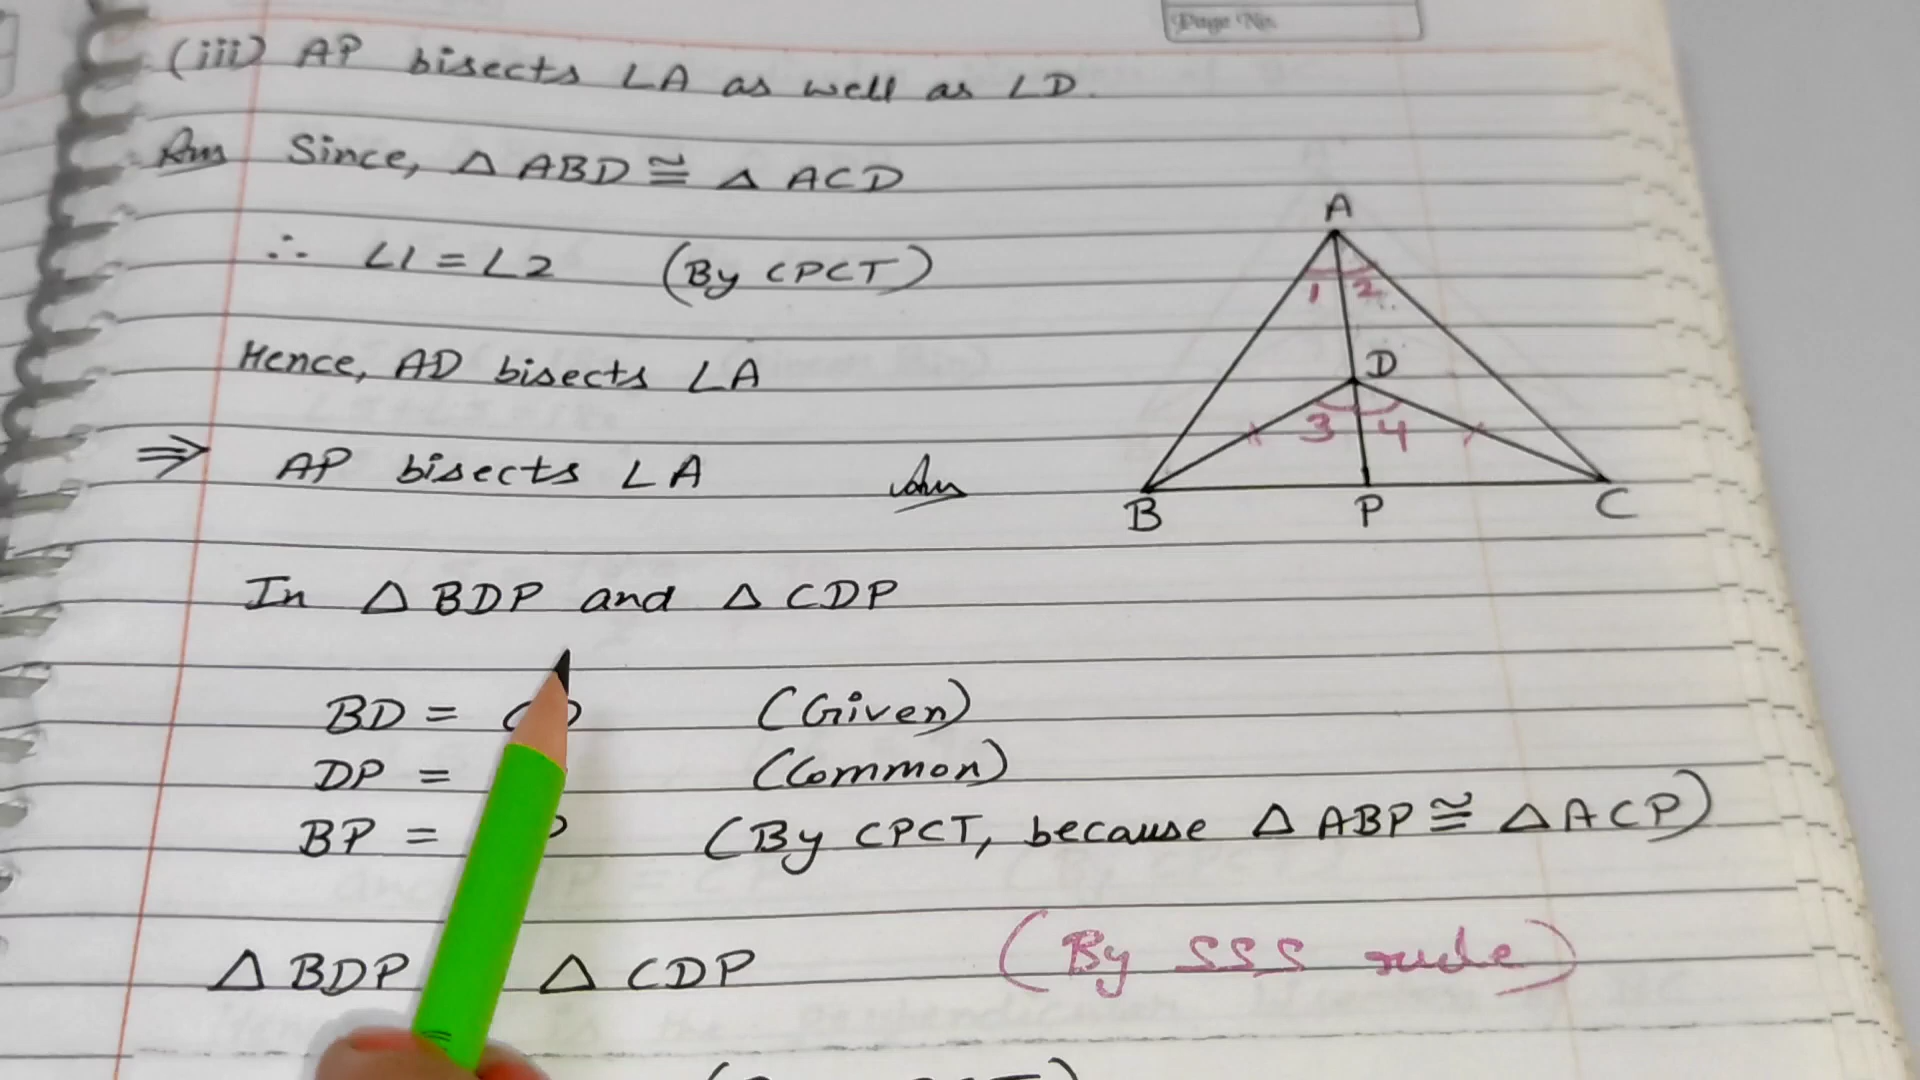 Page No.
(iii) AP bisects ∠A as well as ∠D.
Ans Since, △ ABD ≅ △ ACD
∴ ∠1 = ∠2 (By CPCT)
Hence, AD bisects ∠A
⇒ AP bisects ∠A Ans
A
1 2
D
3 4
B P C
In △ BDP and △ CDP
BD = (Given)
DP = (Common)
BP = (By CPCT, because △ ABP ≅ △ ACP)
△ BDP △ CDP (By SSS rule)